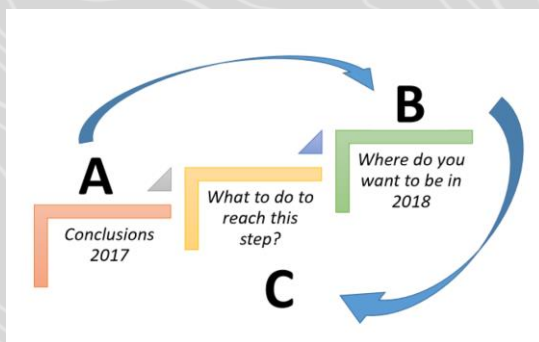 A
Conclusions
2017
What to do to
reach this
step?
C
B
Where do you
want to be in
2018